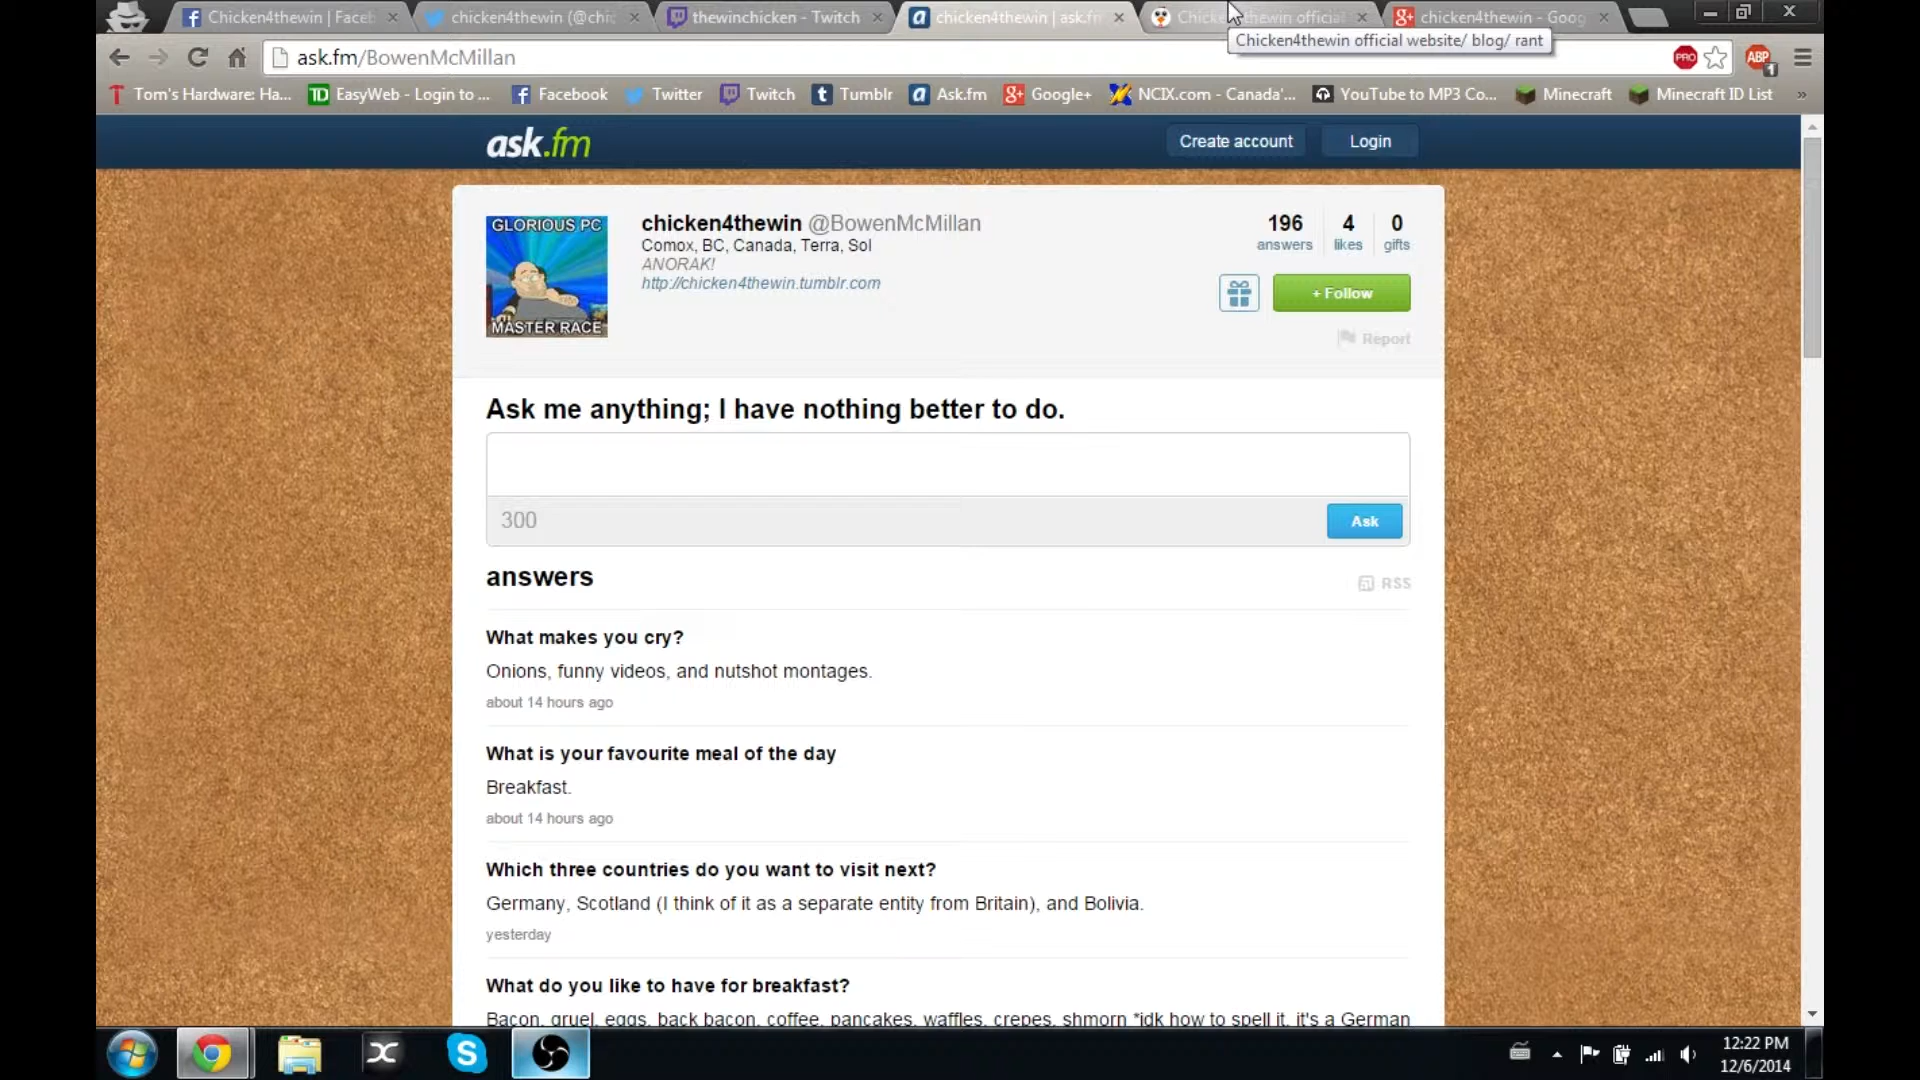 Chicken4thewin | Faceb
chicken4thewin (@chic
thewinchicken - Twitch
chicken4thewin | ask.fm
Chicken4thewin official
chicken4thewin - Goog
Chicken4thewin official website/ blog/ rant
ask.fm/BowenMcMillan
PRO
ABP
1
Tom's Hardware: Ha...
EasyWeb - Login to ...
Facebook
Twitter
Twitch
Tumblr
Ask.fm
Google+
NCIX.com - Canada'...
YouTube to MP3 Co...
Minecraft
Minecraft ID List
»
ask.fm
Create account
Login
GLORIOUS PC
MASTER RACE
chicken4thewin @BowenMcMillan
Comox, BC, Canada, Terra, Sol
ANORAK!
http://chicken4thewin.tumblr.com
196 4 0
answers likes gifts
+ Follow
Report
Ask me anything; I have nothing better to do.
300
Ask
answers
RSS
What makes you cry?
Onions, funny videos, and nutshot montages.
about 14 hours ago
What is your favourite meal of the day
Breakfast.
about 14 hours ago
Which three countries do you want to visit next?
Germany, Scotland (I think of it as a separate entity from Britain), and Bolivia.
yesterday
What do you like to have for breakfast?
Bacon, gruel, eggs, back bacon, coffee, pancakes, waffles, crepes, shmorn *idk how to spell it, it's a German
12:22 PM
12/6/2014